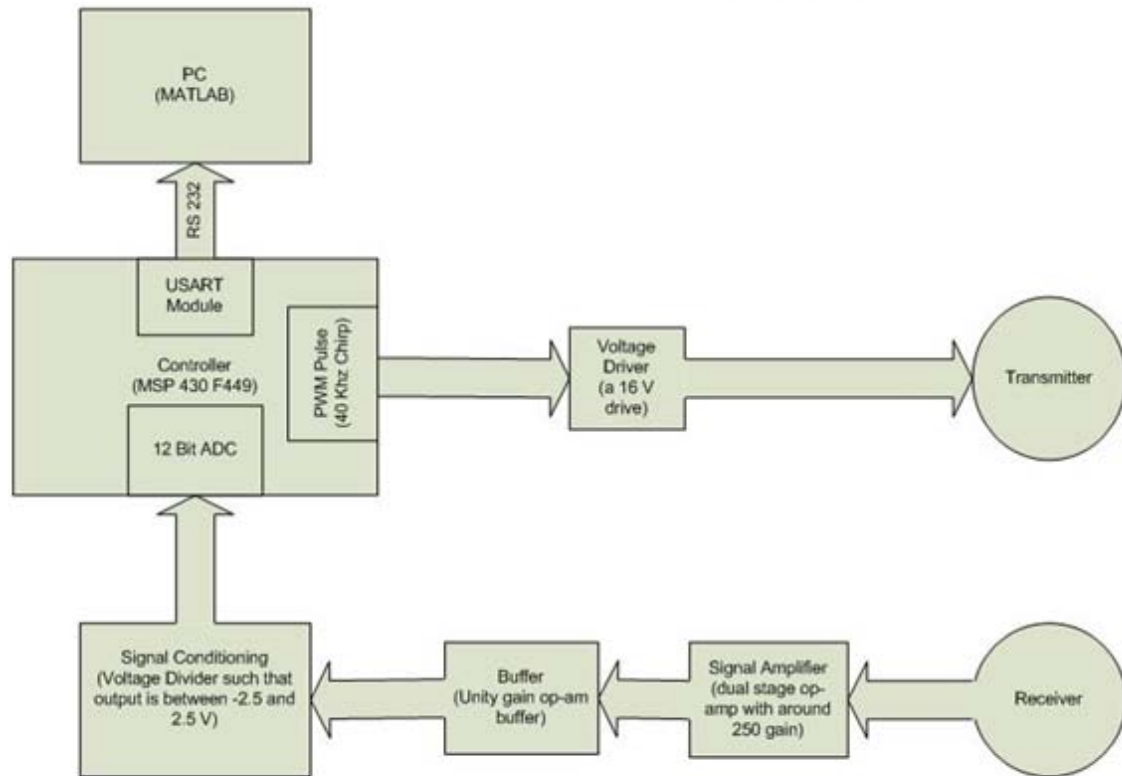 PC
(MATLAB)
RS 232
USART
Module
Controller
(MSP 430 F449)
PWM Pulse
(40 Khz Chirp)
12 Bit ADC
Voltage
Driver
(a 16 V
drive)
Transmitter
Signal Conditioning
(Voltage Divider such that
output is between -2.5 and
2.5 V)
Buffer
(Unity gain op-am
buffer)
Signal Amplifier
(dual stage op-
amp with around
250 gain)
Receiver